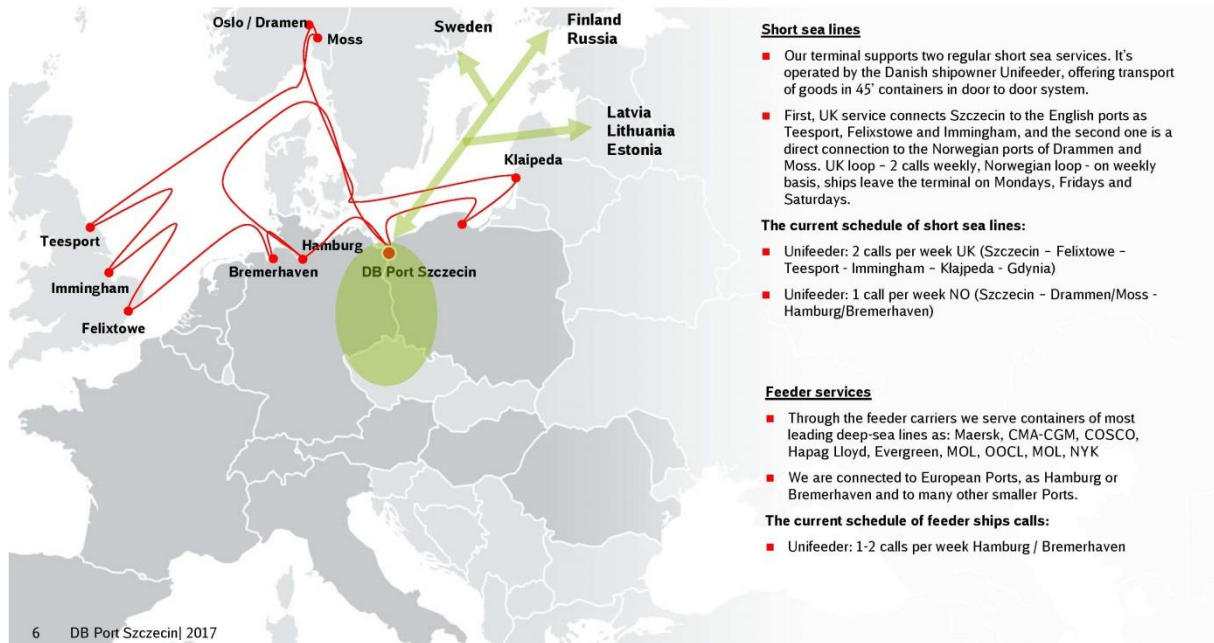 Oslo / Dramen
Moss
Sweden
Finland
Russia
Latvia
Lithuania
Estonia
Klaipeda
Teesport
Hamburg
Bremerhaven
DB Port Szczecin
Immingham
Felixtowe
Short sea lines
Our terminal supports two regular short sea services. It's
operated by the Danish shipowner Unifeeder, offering transport
of goods in 45' containers in door to door system.
First, UK service connects Szczecin to the English ports as
Teesport, Felixstowe and Immingham, and the second one is a
direct connection to the Norwegian ports of Drammen and
Moss. UK loop – 2 calls weekly, Norwegian loop - on weekly
basis, ships leave the terminal on Mondays, Fridays and
Saturdays.
The current schedule of short sea lines:
Unifeeder: 2 calls per week UK (Szczecin – Felixtowe –
Teesport - Immingham – Kłajpeda - Gdynia)
Unifeeder: 1 call per week NO (Szczecin – Drammen/Moss -
Hamburg/Bremerhaven)
Feeder services
Through the feeder carriers we serve containers of most
leading deep-sea lines as: Maersk, CMA-CGM, COSCO,
Hapag Lloyd, Evergreen, MOL, OOCL, MOL, NYK
We are connected to European Ports, as Hamburg or
Bremerhaven and to many other smaller Ports.
The current schedule of feeder ships calls:
Unifeeder: 1-2 calls per week Hamburg / Bremerhaven
6 DB Port Szczecin| 2017